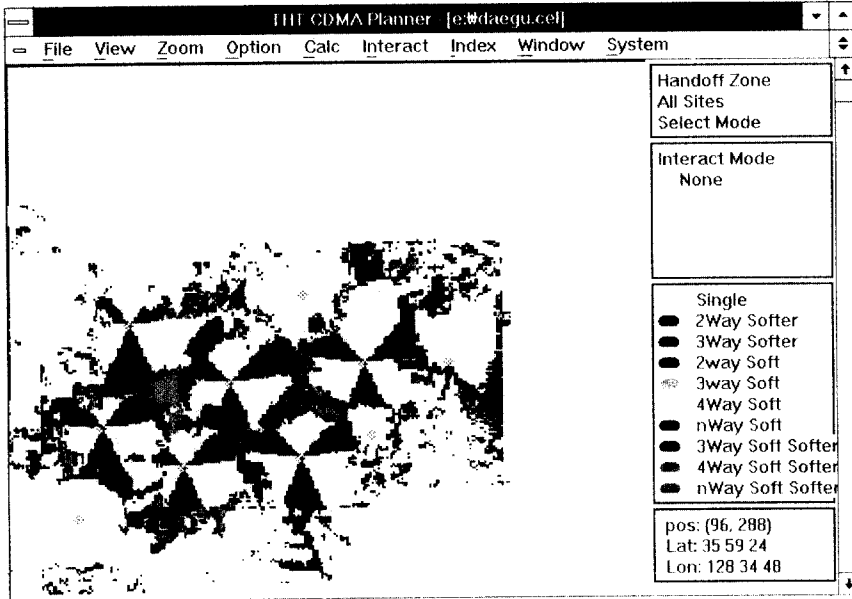 THT CDMA Planner - [e:₩daegu.cel]
File View Zoom Option Calc Interact Index Window System
Handoff Zone
All Sites
Select Mode
Interact Mode
None
Single
2Way Softer
3Way Softer
2way Soft
3way Soft
4Way Soft
nWay Soft
3Way Soft Softer
4Way Soft Softer
nWay Soft Softer
pos: (96, 288)
Lat: 35 59 24
Lon: 128 34 48